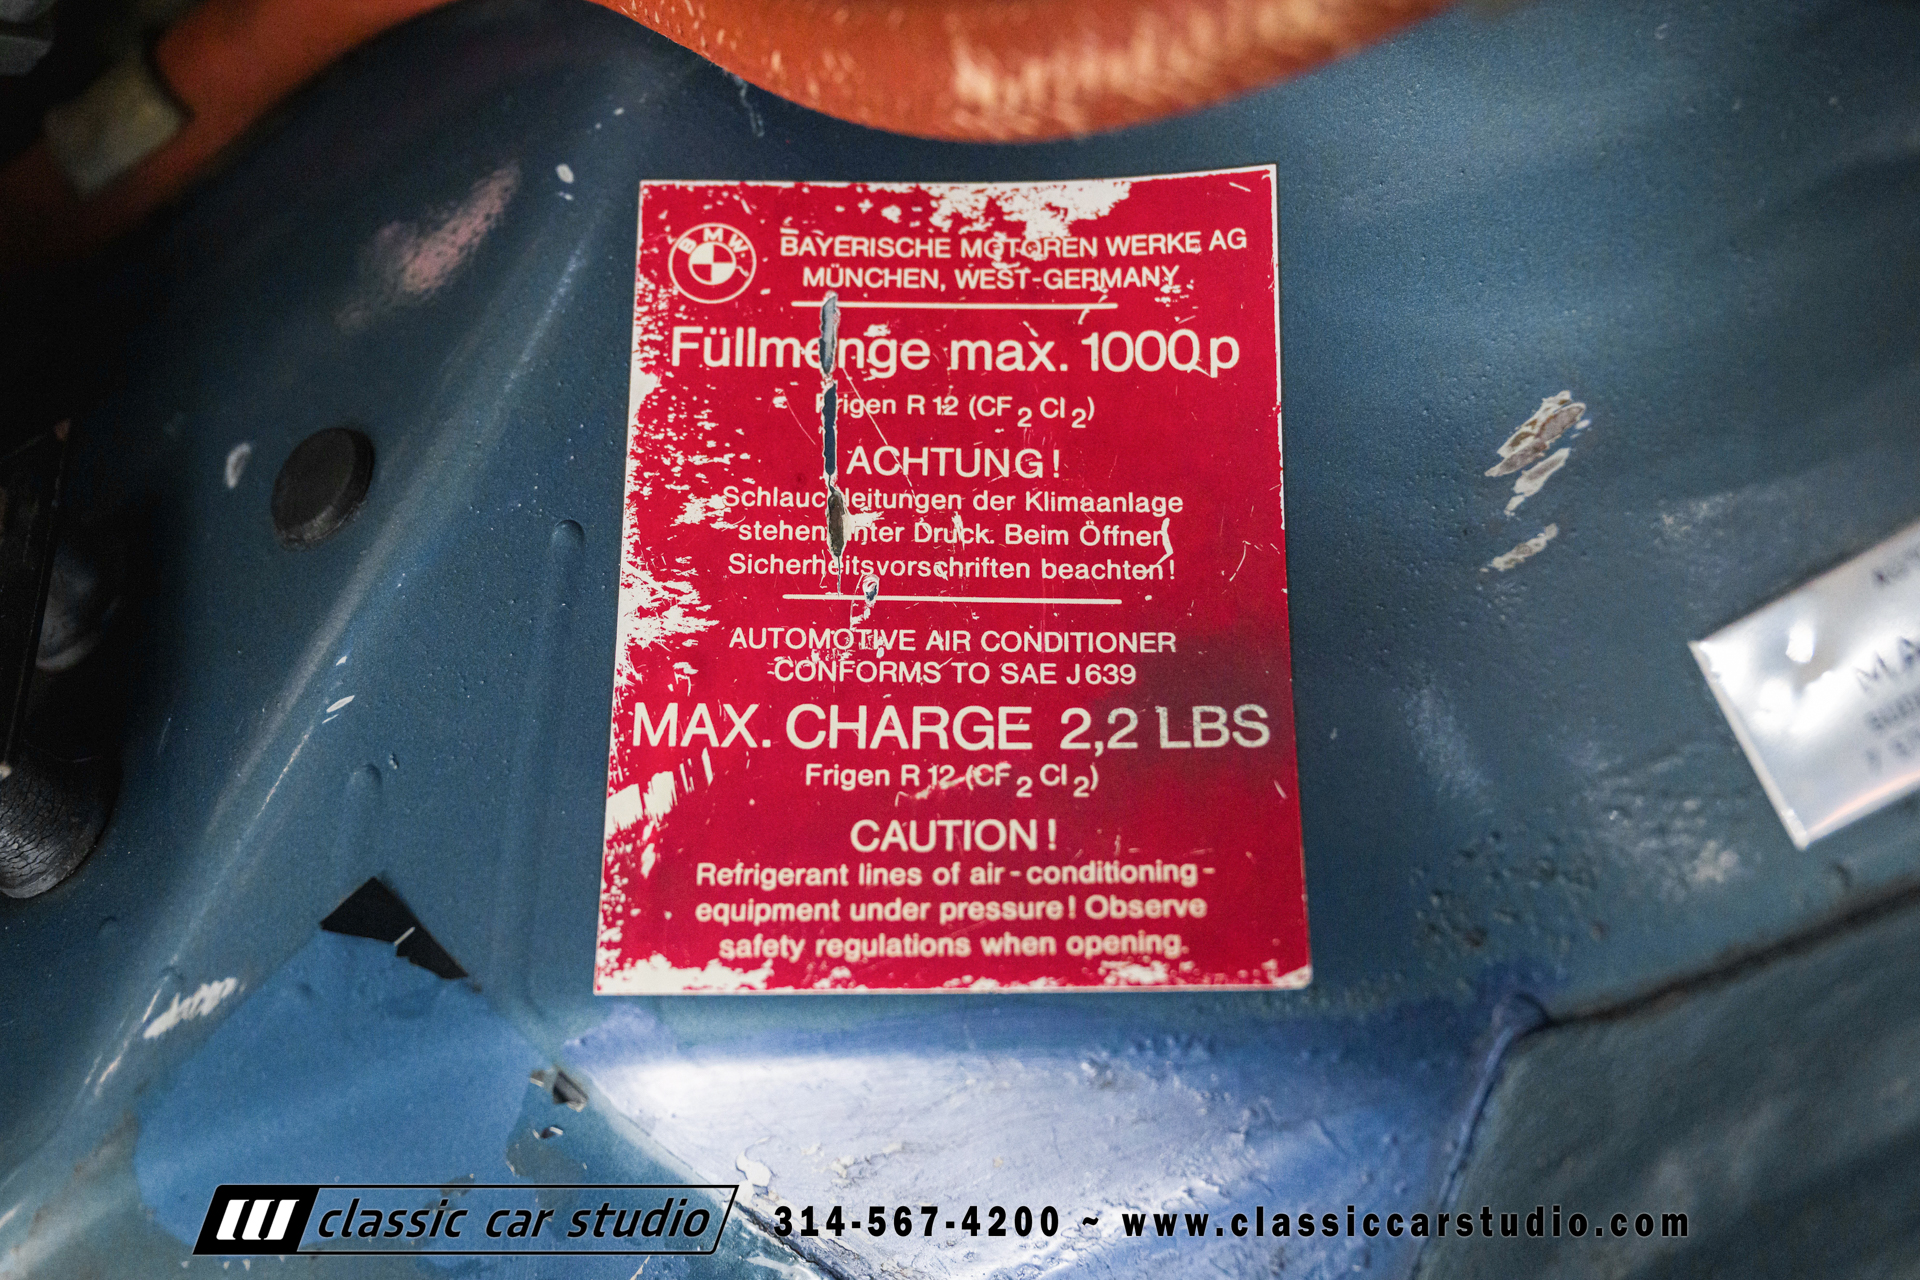 BMW
BAYERISCHE MOTOREN WERKE AG
MÜNCHEN, WEST-GERMANY
Füllmenge max. 1000 p
Frigen R 12 (CF2 Cl2)
ACHTUNG!
Schlauchleitungen der Klimaanlage
stehen unter Druck. Beim Öffnen
Sicherheitsvorschriften beachten!
AUTOMOTIVE AIR CONDITIONER
CONFORMS TO SAE J639
MAX. CHARGE 2,2 LBS
Frigen R 12 (CF2 Cl2)
CAUTION!
Refrigerant lines of air-conditioning-
equipment under pressure! Observe
safety regulations when opening.
classic car studio 314-567-4200 ~ www.classiccarstudio.com